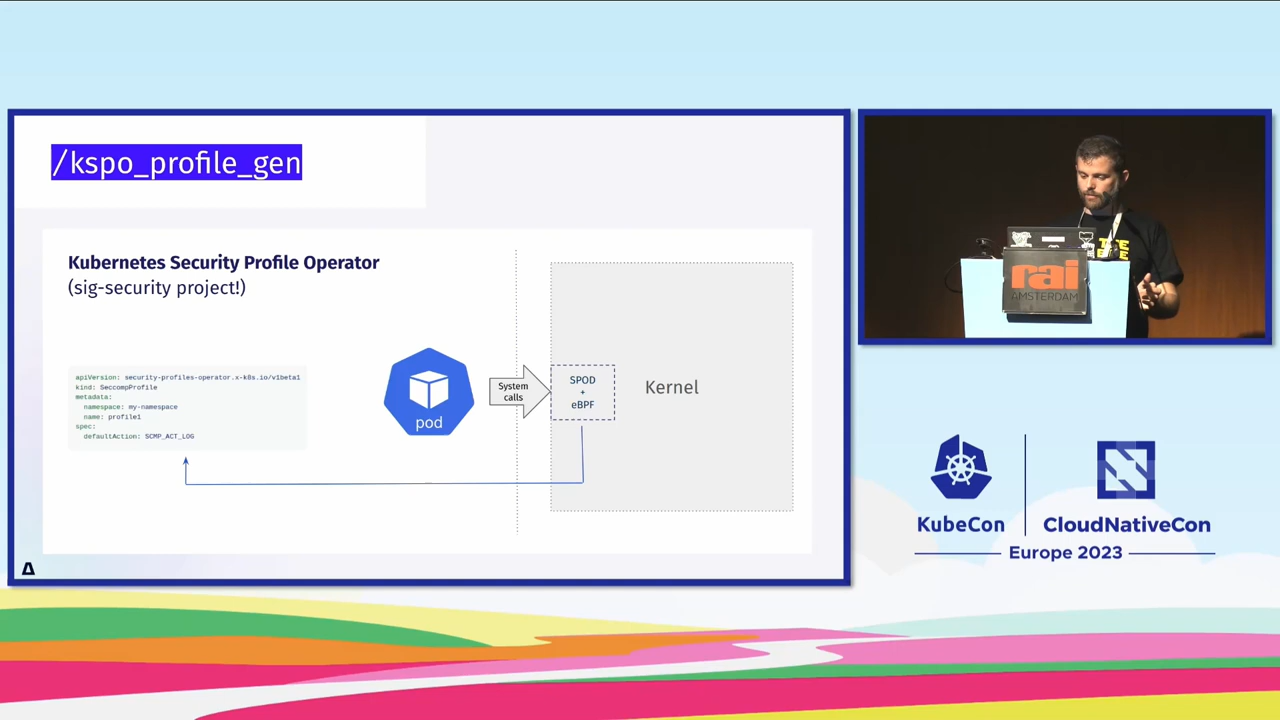 /kspo_profile_gen
Kubernetes Security Profile Operator
(sig-security project!)
apiVersion: security-profiles-operator.x-k8s.io/v1beta1
kind: SeccompProfile
metadata:
namespace: my-namespace
name: profile1
spec:
defaultAction: SCMP_ACT_LOG
pod
System
calls
SPOD
+
eBPF
Kernel
rai
AMSTERDAM
KubeCon
CloudNativeCon
Europe 2023